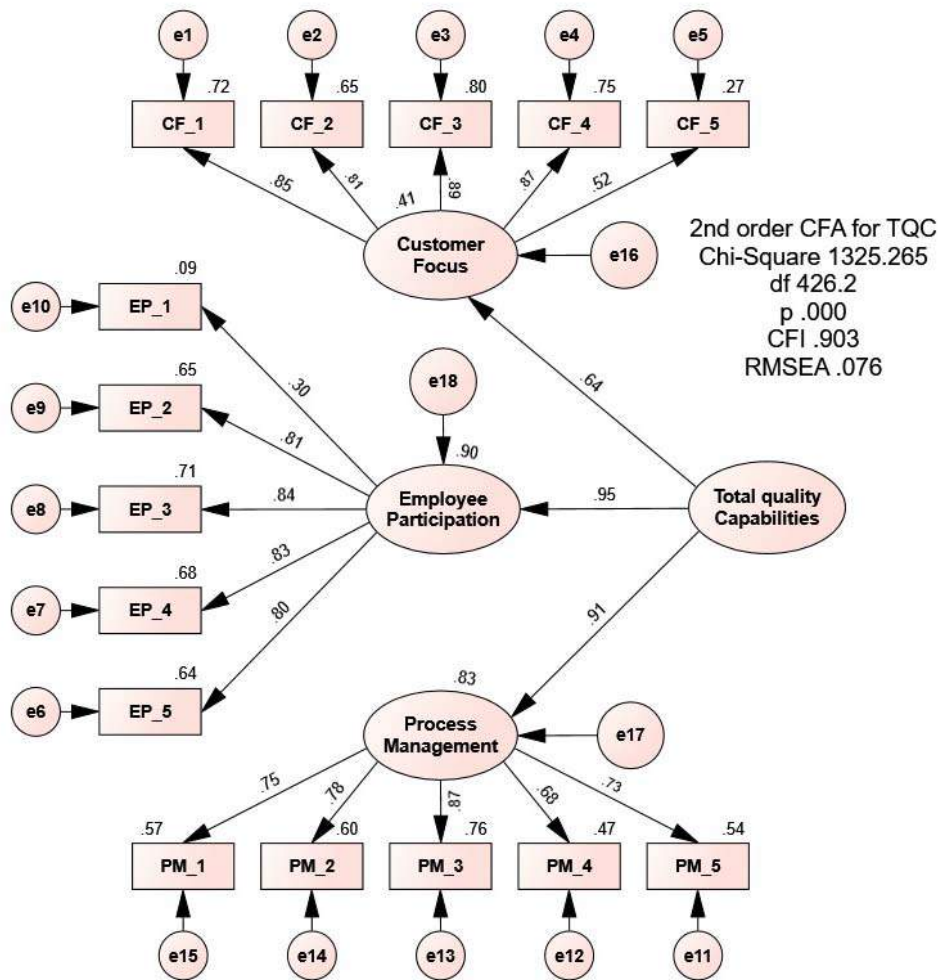 e1
e2
e3
e4
e5
.72
.65
.80
.75
.27
CF_1
CF_2
CF_3
CF_4
CF_5
.85
.81
.89
.87
.52
.41
Customer
Focus
e16
2nd order CFA for TQC
Chi-Square 1325.265
df 426.2
p .000
CFI .903
RMSEA .076
.09
e10
EP_1
.65
e9
EP_2
.71
e8
EP_3
.68
e7
EP_4
.64
e6
EP_5
.30
.81
.84
.83
.80
e18
.90
Employee
Participation
.64
.95
.91
Total quality
Capabilities
.83
Process
Management
e17
.75
.78
.87
.68
.73
.57
.60
.76
.47
.54
PM_1
PM_2
PM_3
PM_4
PM_5
e15
e14
e13
e12
e11